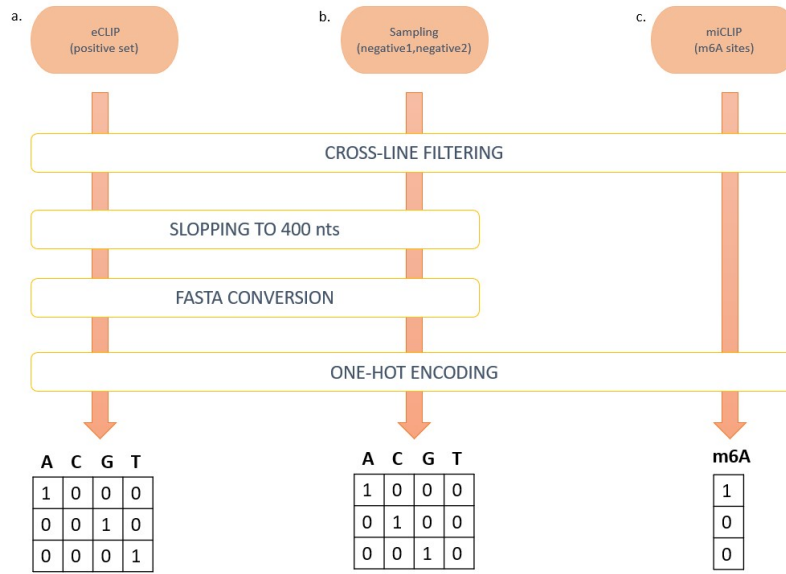 a.
eCLIP
(positive set)
b.
Sampling
(negative1,negative2)
c.
miCLIP
(m6A sites)
CROSS-LINE FILTERING
SLOPPING TO 400 nts
FASTA CONVERSION
ONE-HOT ENCODING
A C G T
1 0 0 0
0 0 1 0
0 0 0 1
A C G T
1 0 0 0
0 1 0 0
0 0 1 0
m6A
1
0
0